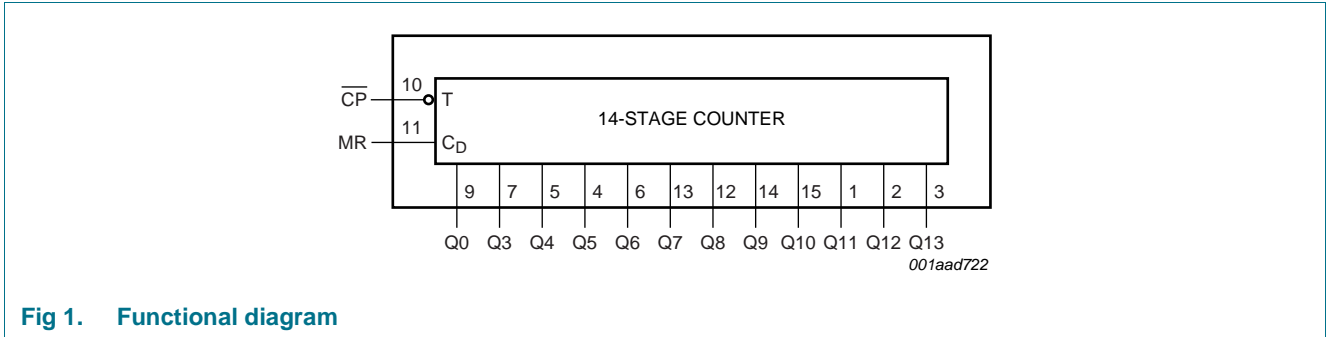 10
CP T
14-STAGE COUNTER
11
MR CD
9 7 5 4 6 13 12 14 15 1 2 3
Q0 Q3 Q4 Q5 Q6 Q7 Q8 Q9 Q10 Q11 Q12 Q13
001aad722
Fig 1. Functional diagram